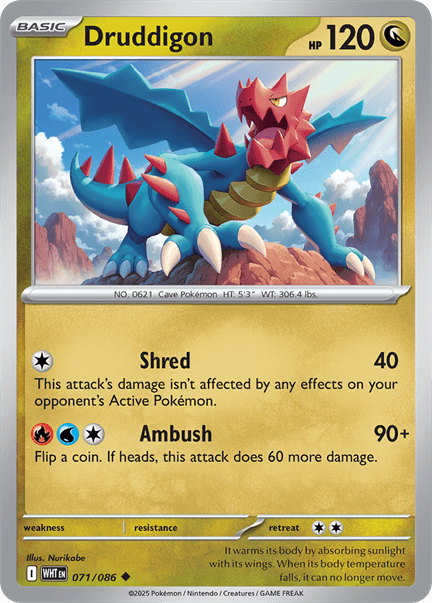 BASIC
Druddigon
HP 120
NO. 0621 Cave Pokémon HT: 5'3" WT: 306.4 lbs.
Shred 40
This attack's damage isn't affected by any effects on your
opponent's Active Pokémon.
Ambush 90+
Flip a coin. If heads, this attack does 60 more damage.
weakness resistance retreat
Illus. Nurikabe
I WHT EN 071/086
It warms its body by absorbing sunlight
with its wings. When its body temperature
falls, it can no longer move.
©2025 Pokémon / Nintendo / Creatures / GAME FREAK